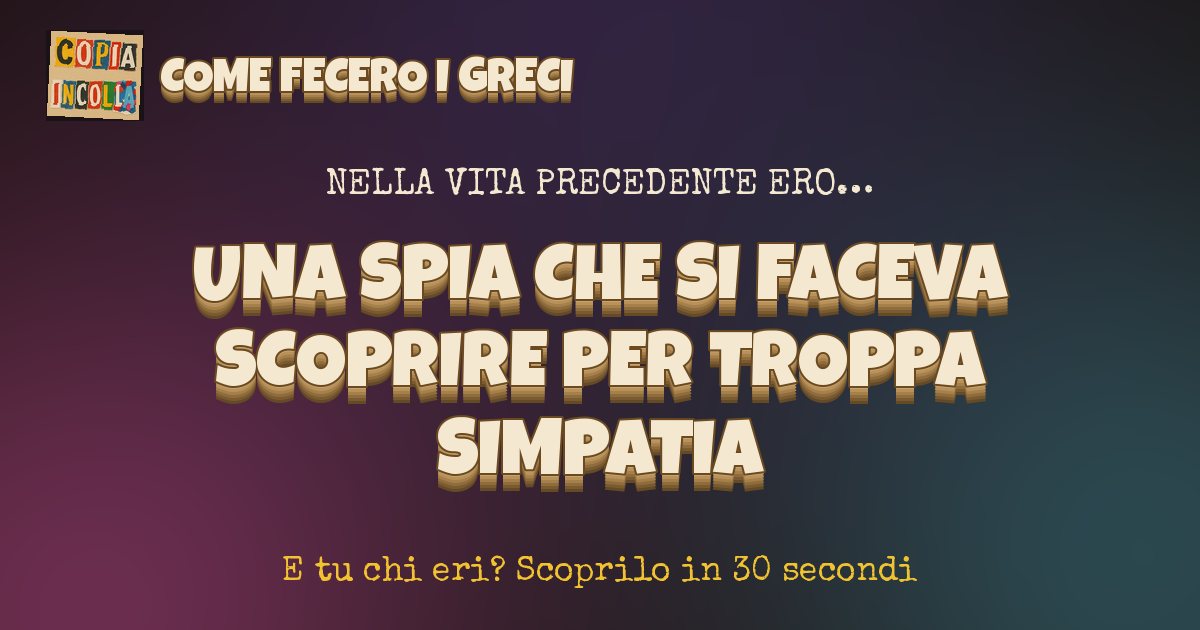 COPIA
INCOLLA
COME FECERO I GRECI
NELLA VITA PRECEDENTE ERO...
UNA SPIA CHE SI FACEVA
SCOPRIRE PER TROPPA
SIMPATIA
E tu chi eri? Scoprilo in 30 secondi